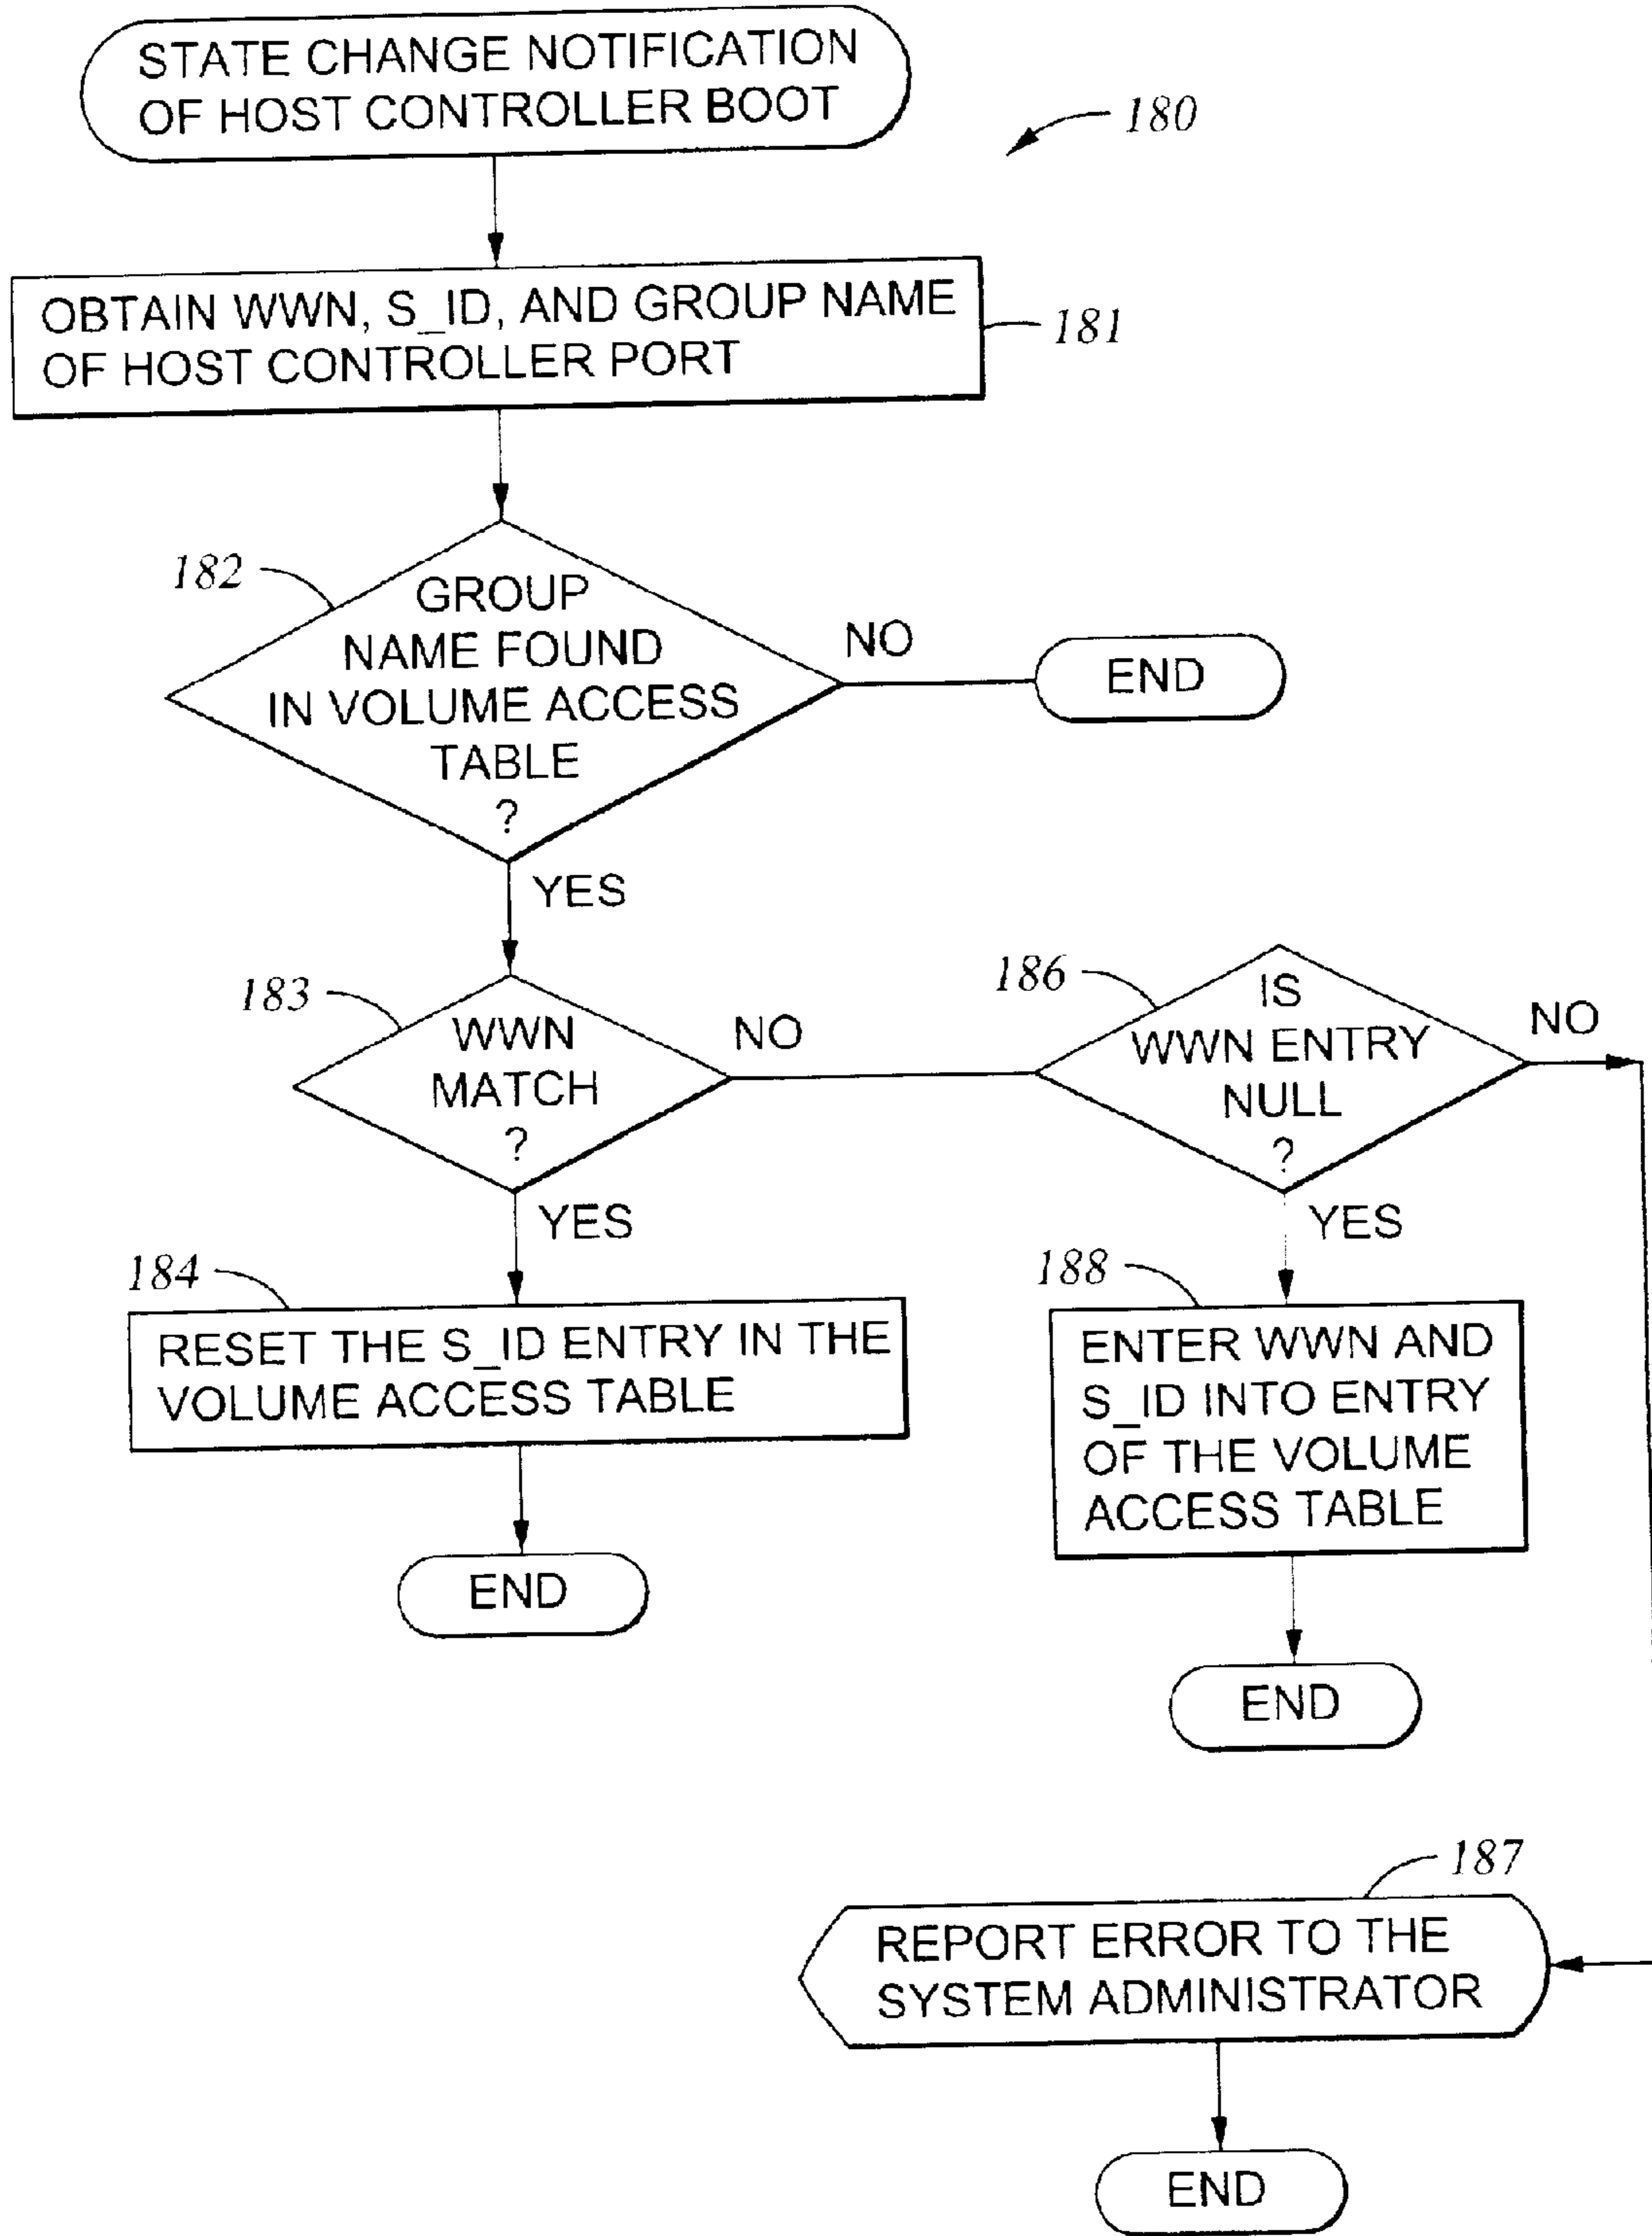 STATE CHANGE NOTIFICATION
OF HOST CONTROLLER BOOT
180
OBTAIN WWN, S_ID, AND GROUP NAME
OF HOST CONTROLLER PORT
181
182
GROUP
NAME FOUND
IN VOLUME ACCESS
TABLE
?
NO
END
YES
183
WWN
MATCH
?
NO
186
IS
WWN ENTRY
NULL
?
NO
YES
YES
184
RESET THE S_ID ENTRY IN THE
VOLUME ACCESS TABLE
188
ENTER WWN AND
S_ID INTO ENTRY
OF THE VOLUME
ACCESS TABLE
END
END
187
REPORT ERROR TO THE
SYSTEM ADMINISTRATOR
END